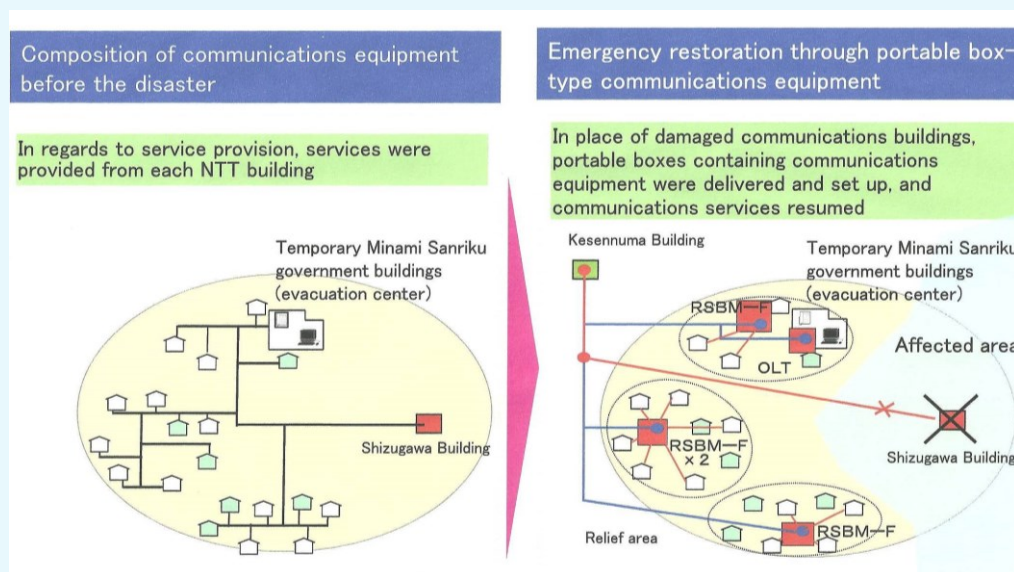 Composition of communications equipment
before the disaster
In regards to service provision, services were
provided from each NTT building
Temporary Minami Sanriku
government buildings
(evacuation center)
Shizugawa Building
Emergency restoration through portable box-
type communications equipment
In place of damaged communications buildings,
portable boxes containing communications
equipment were delivered and set up, and
communications services resumed
Kesennuma Building
Temporary Minami Sanriku
government buildings
(evacuation center)
RSBM-F
OLT
Affected area
RSBM-F
×2
Shizugawa Building
RSBM-F
Relief area